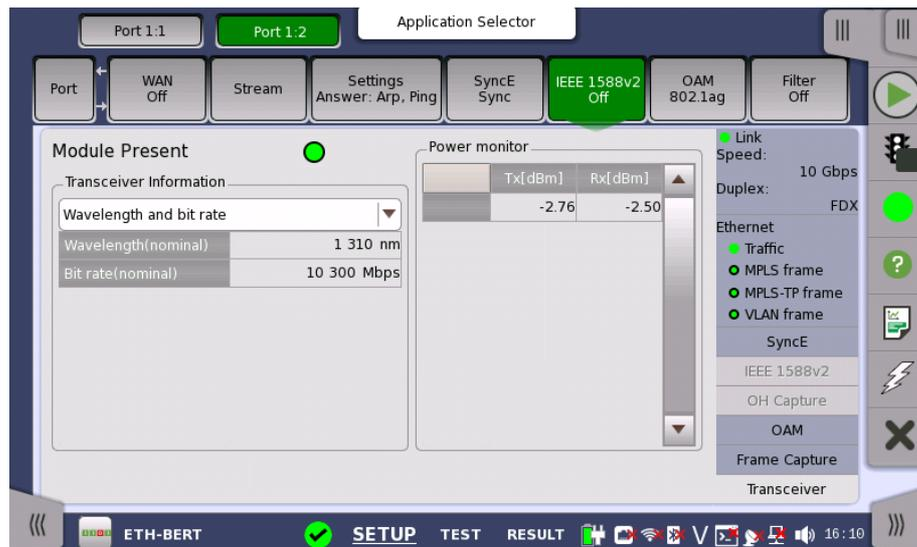 Application Selector
Port 1:1
Port 1:2
Port
WAN
Off
Stream
Settings
Answer: Arp, Ping
SyncE
Sync
IEEE 1588v2
Off
OAM
802.1ag
Filter
Off
Module Present
Transceiver Information
Wavelength and bit rate
Wavelength(nominal) 1 310 nm
Bit rate(nominal) 10 300 Mbps
Power monitor
Tx[dBm] Rx[dBm]
-2.76 -2.50
Link
Speed:
10 Gbps
Duplex:
FDX
Ethernet
Traffic
MPLS frame
MPLS-TP frame
VLAN frame
SyncE
IEEE 1588v2
OH Capture
OAM
Frame Capture
Transceiver
ETH-BERT
SETUP TEST RESULT
V
16:10